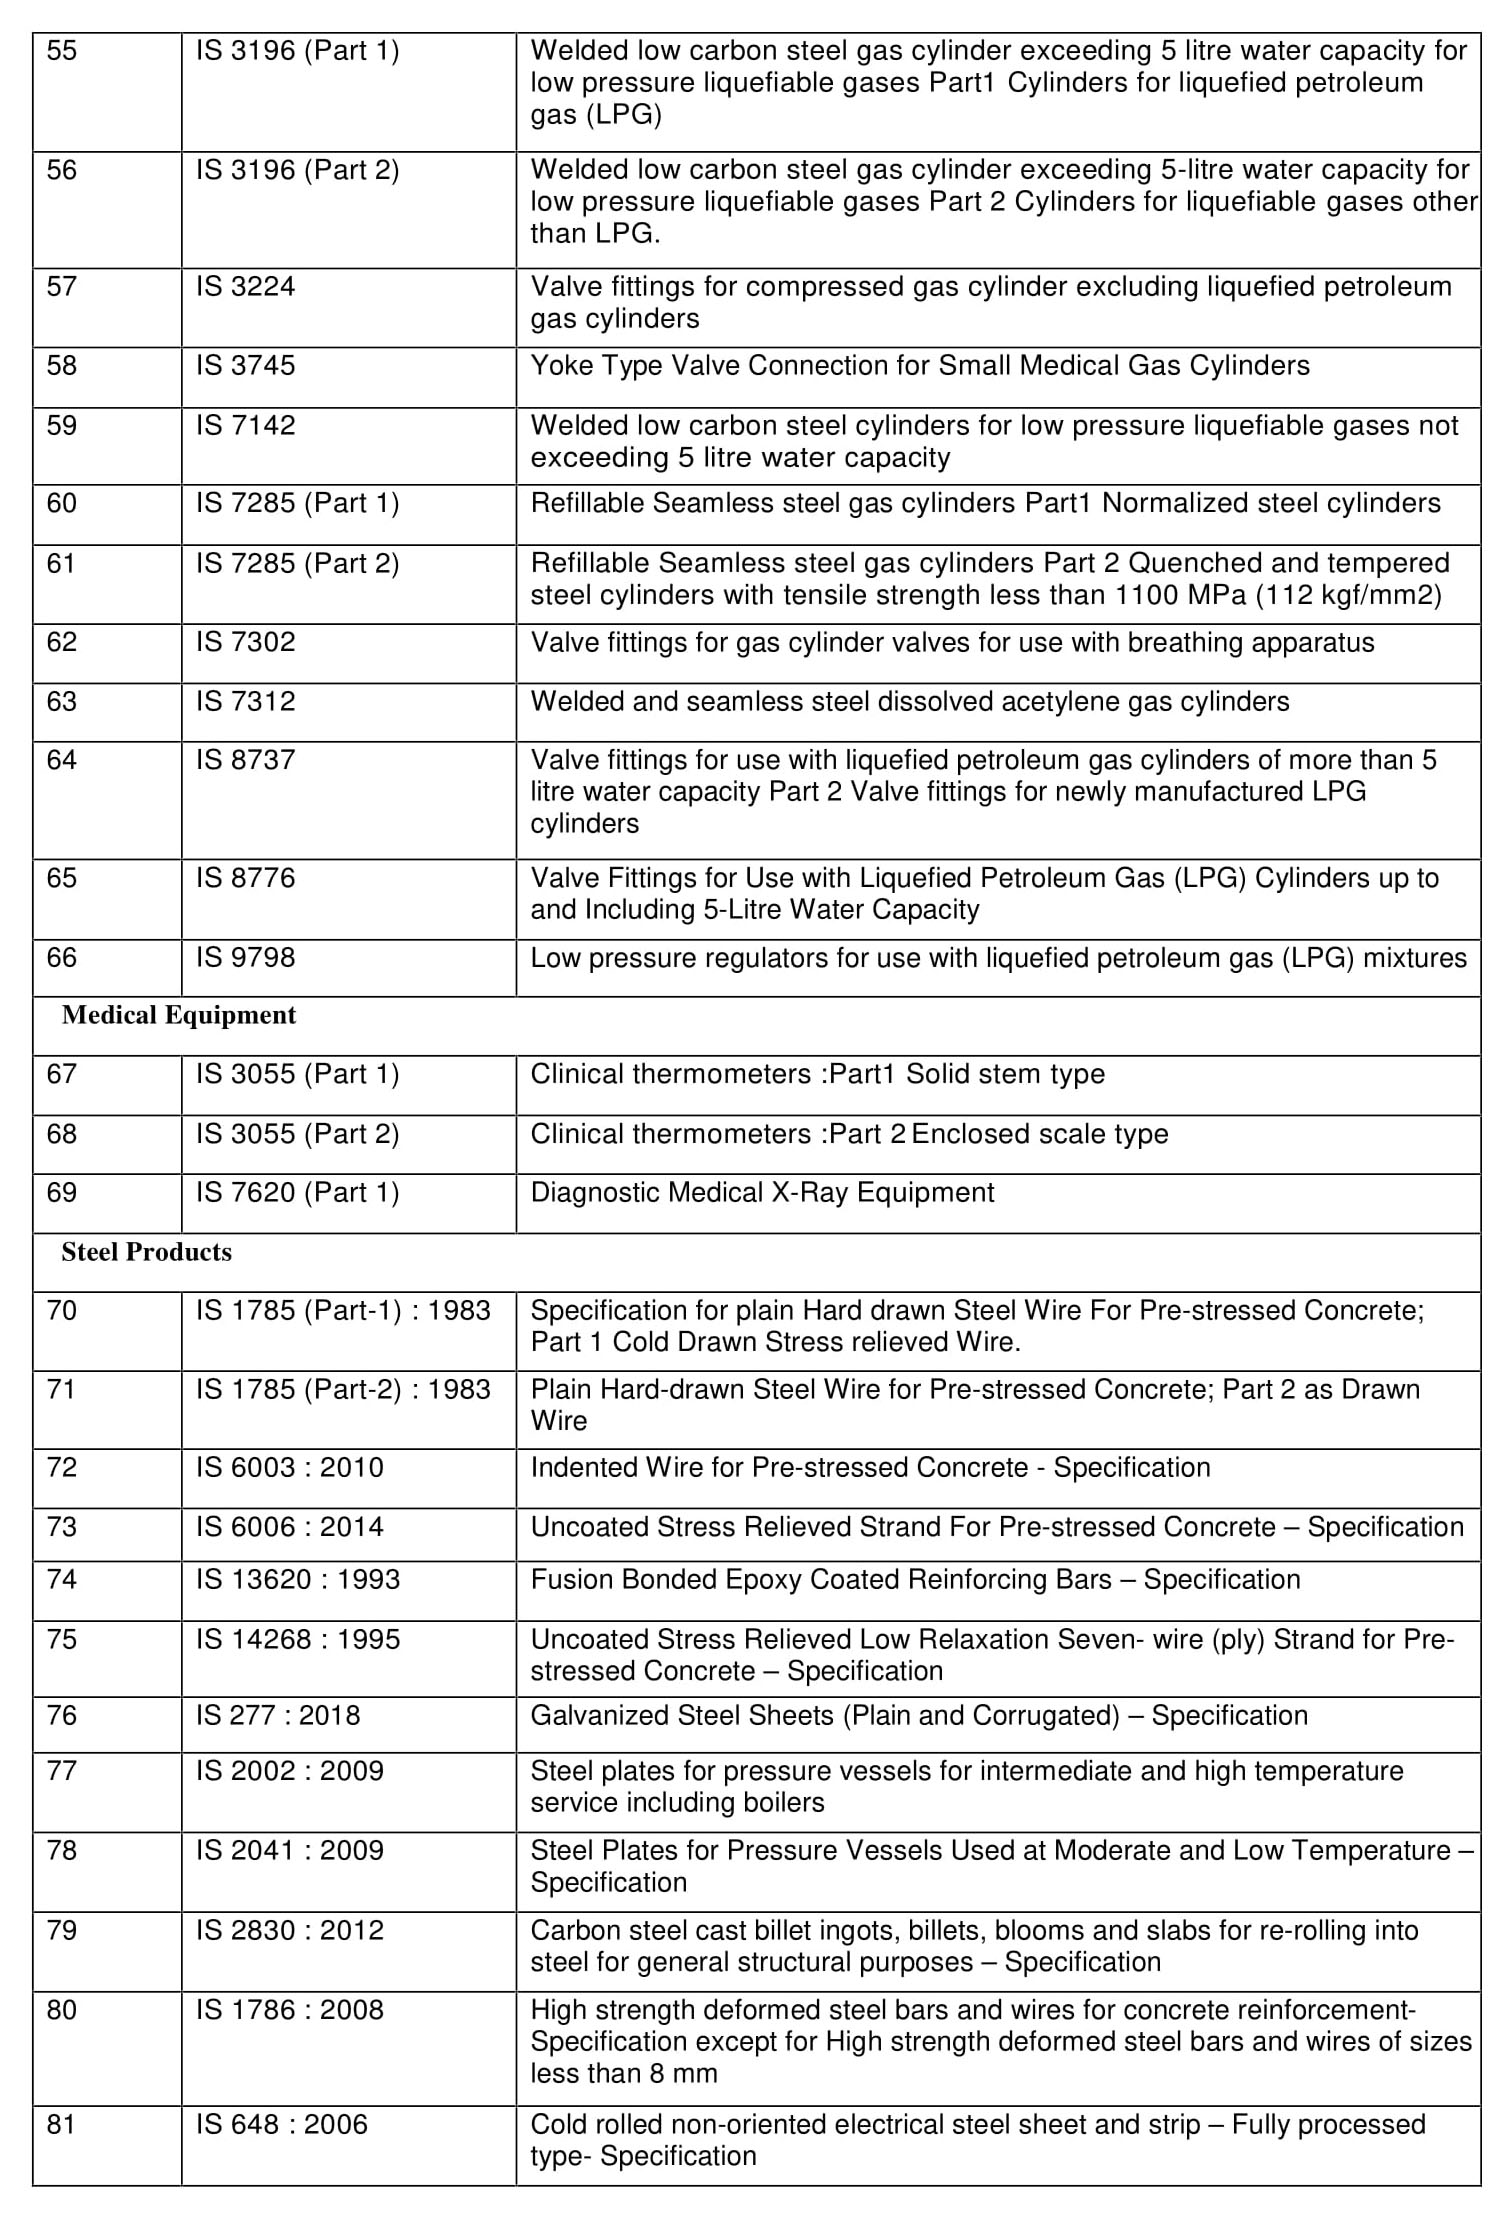 55 IS 3196 (Part 1) Welded low carbon steel gas cylinder exceeding 5 litre water capacity for
low pressure liquefiable gases Part1 Cylinders for liquefied petroleum
gas (LPG)
56 IS 3196 (Part 2) Welded low carbon steel gas cylinder exceeding 5-litre water capacity for
low pressure liquefiable gases Part 2 Cylinders for liquefiable gases other
than LPG.
57 IS 3224 Valve fittings for compressed gas cylinder excluding liquefied petroleum
gas cylinders
58 IS 3745 Yoke Type Valve Connection for Small Medical Gas Cylinders
59 IS 7142 Welded low carbon steel cylinders for low pressure liquefiable gases not
exceeding 5 litre water capacity
60 IS 7285 (Part 1) Refillable Seamless steel gas cylinders Part1 Normalized steel cylinders
61 IS 7285 (Part 2) Refillable Seamless steel gas cylinders Part 2 Quenched and tempered
steel cylinders with tensile strength less than 1100 MPa (112 kgf/mm2)
62 IS 7302 Valve fittings for gas cylinder valves for use with breathing apparatus
63 IS 7312 Welded and seamless steel dissolved acetylene gas cylinders
64 IS 8737 Valve fittings for use with liquefied petroleum gas cylinders of more than 5
litre water capacity Part 2 Valve fittings for newly manufactured LPG
cylinders
65 IS 8776 Valve Fittings for Use with Liquefied Petroleum Gas (LPG) Cylinders up to
and Including 5-Litre Water Capacity
66 IS 9798 Low pressure regulators for use with liquefied petroleum gas (LPG) mixtures
Medical Equipment
67 IS 3055 (Part 1) Clinical thermometers :Part1 Solid stem type
68 IS 3055 (Part 2) Clinical thermometers :Part 2 Enclosed scale type
69 IS 7620 (Part 1) Diagnostic Medical X-Ray Equipment
Steel Products
70 IS 1785 (Part-1) : 1983 Specification for plain Hard drawn Steel Wire For Pre-stressed Concrete;
Part 1 Cold Drawn Stress relieved Wire.
71 IS 1785 (Part-2) : 1983 Plain Hard-drawn Steel Wire for Pre-stressed Concrete; Part 2 as Drawn
Wire
72 IS 6003 : 2010 Indented Wire for Pre-stressed Concrete - Specification
73 IS 6006 : 2014 Uncoated Stress Relieved Strand For Pre-stressed Concrete – Specification
74 IS 13620 : 1993 Fusion Bonded Epoxy Coated Reinforcing Bars – Specification
75 IS 14268 : 1995 Uncoated Stress Relieved Low Relaxation Seven- wire (ply) Strand for Pre-
stressed Concrete – Specification
76 IS 277 : 2018 Galvanized Steel Sheets (Plain and Corrugated) – Specification
77 IS 2002 : 2009 Steel plates for pressure vessels for intermediate and high temperature
service including boilers
78 IS 2041 : 2009 Steel Plates for Pressure Vessels Used at Moderate and Low Temperature –
Specification
79 IS 2830 : 2012 Carbon steel cast billet ingots, billets, blooms and slabs for re-rolling into
steel for general structural purposes – Specification
80 IS 1786 : 2008 High strength deformed steel bars and wires for concrete reinforcement-
Specification except for High strength deformed steel bars and wires of sizes
less than 8 mm
81 IS 648 : 2006 Cold rolled non-oriented electrical steel sheet and strip – Fully processed
type- Specification